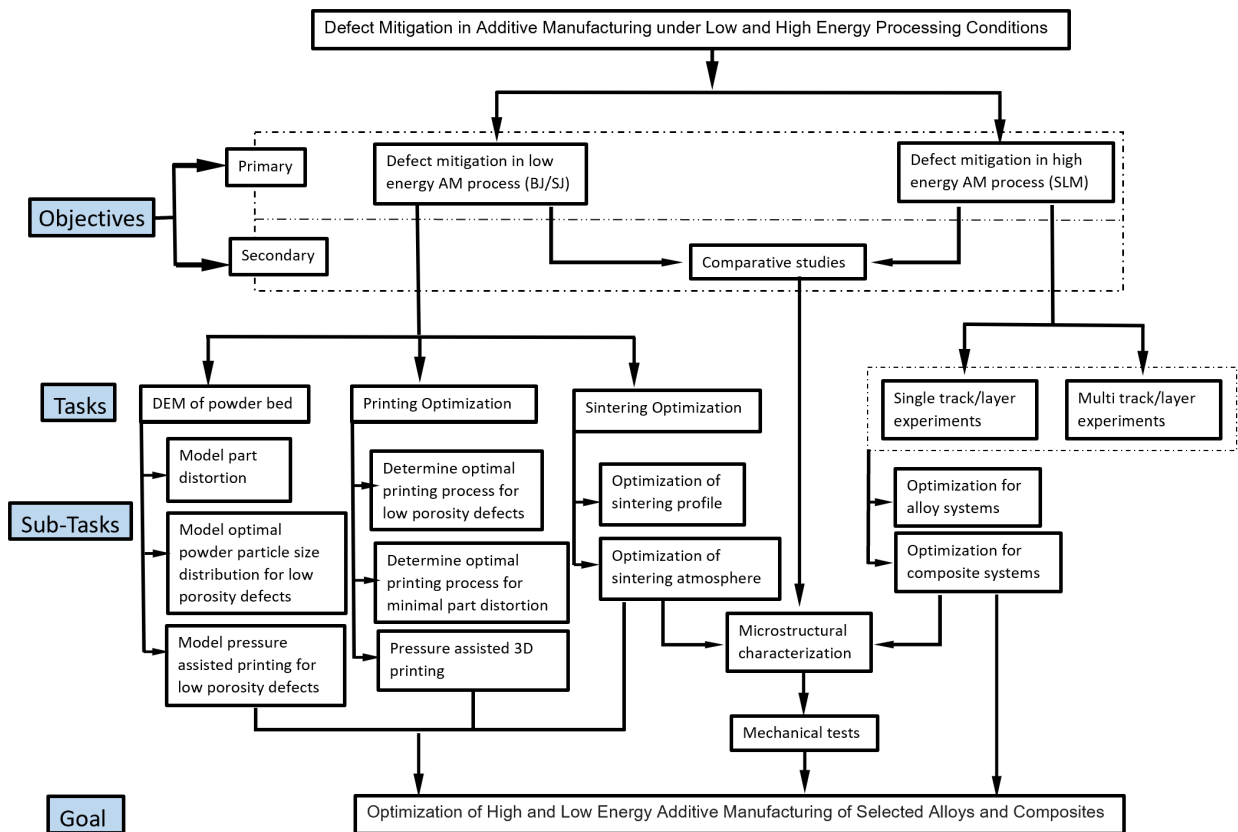 Defect Mitigation in Additive Manufacturing under Low and High Energy Processing Conditions
Objectives
Primary
Secondary
Defect mitigation in low
energy AM process (BJ/SJ)
Defect mitigation in high
energy AM process (SLM)
Comparative studies
Tasks
DEM of powder bed
Printing Optimization
Sintering Optimization
Single track/layer
experiments
Multi track/layer
experiments
Sub-Tasks
Model part
distortion
Model optimal
powder particle size
distribution for low
porosity defects
Model pressure
assisted printing for
low porosity defects
Determine optimal
printing process for
low porosity defects
Determine optimal
printing process for
minimal part distortion
Pressure assisted 3D
printing
Optimization of
sintering profile
Optimization of
sintering atmosphere
Optimization for
alloy systems
Optimization for
composite systems
Microstructural
characterization
Mechanical tests
Goal
Optimization of High and Low Energy Additive Manufacturing of Selected Alloys and Composites